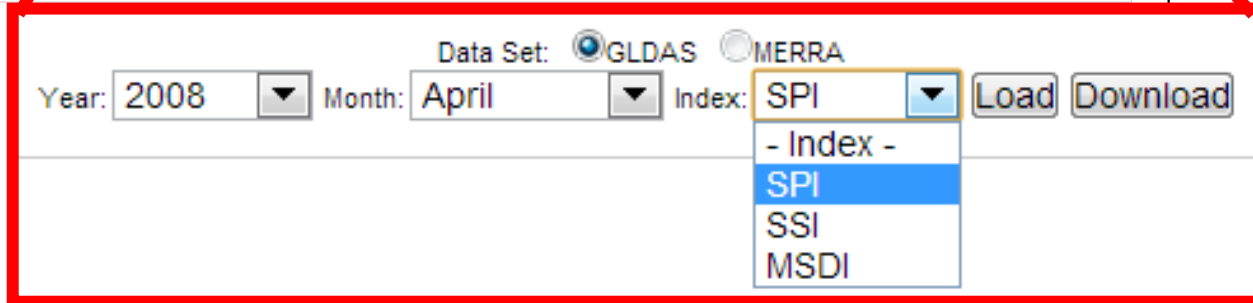 Data Set: GLDAS MERRA
Year: 2008 Month: April Index: SPI Load Download
- Index -
SPI
SSI
MSDI